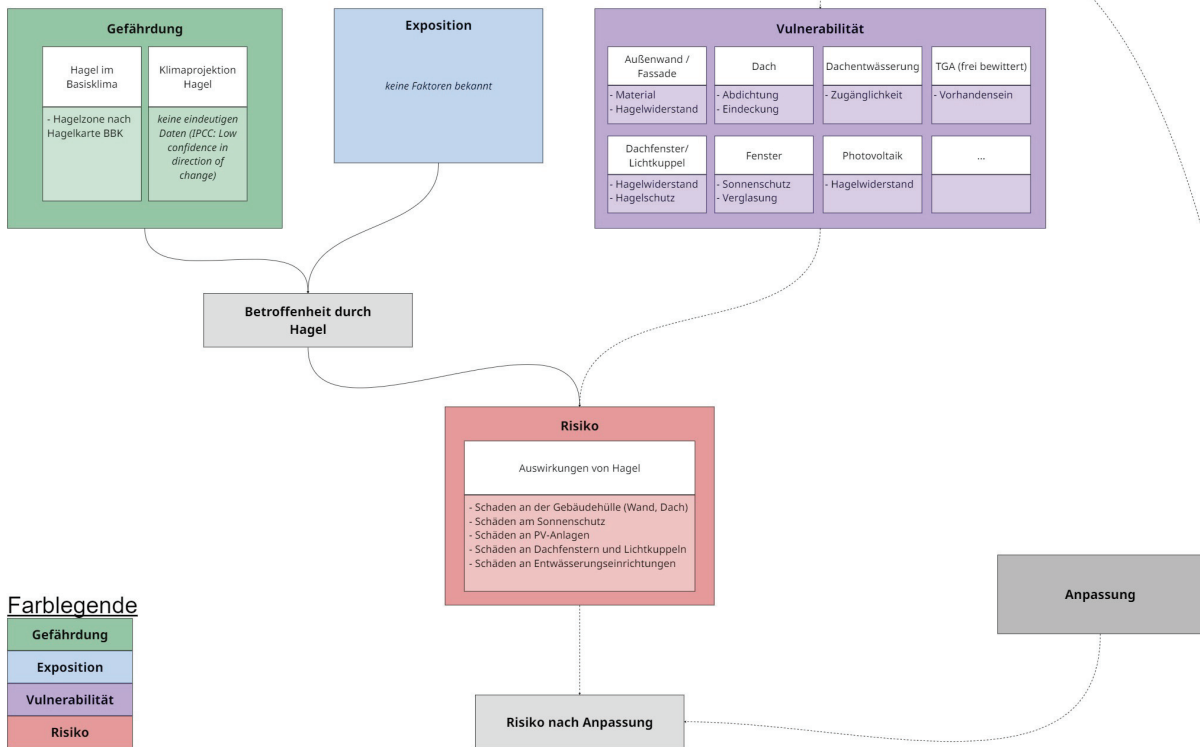 Gefährdung
Hagel im
Basisklima
- Hagelzone nach
Hagelkarte BBK
Klimaprojektion
Hagel
keine eindeutigen
Daten (IPCC: Low
confidence in
direction of
change)
Exposition
keine Faktoren bekannt
Vulnerabilität
Außenwand /
Fassade
- Material
- Hagelwiderstand
Dach
- Abdichtung
- Eindeckung
Dachentwässerung
- Zugänglichkeit
TGA (frei bewittert)
- Vorhandensein
Dachfenster/
Lichtkuppel
- Hagelwiderstand
- Hagelschutz
Fenster
- Sonnenschutz
- Verglasung
Photovoltaik
- Hagelwiderstand
...
Betroffenheit durch
Hagel
Risiko
Auswirkungen von Hagel
- Schaden an der Gebäudehülle (Wand, Dach)
- Schäden am Sonnenschutz
- Schäden an PV-Anlagen
- Schäden an Dachfenstern und Lichtkuppeln
- Schäden an Entwässerungseinrichtungen
Anpassung
Risiko nach Anpassung
Farblegende
Gefährdung
Exposition
Vulnerabilität
Risiko